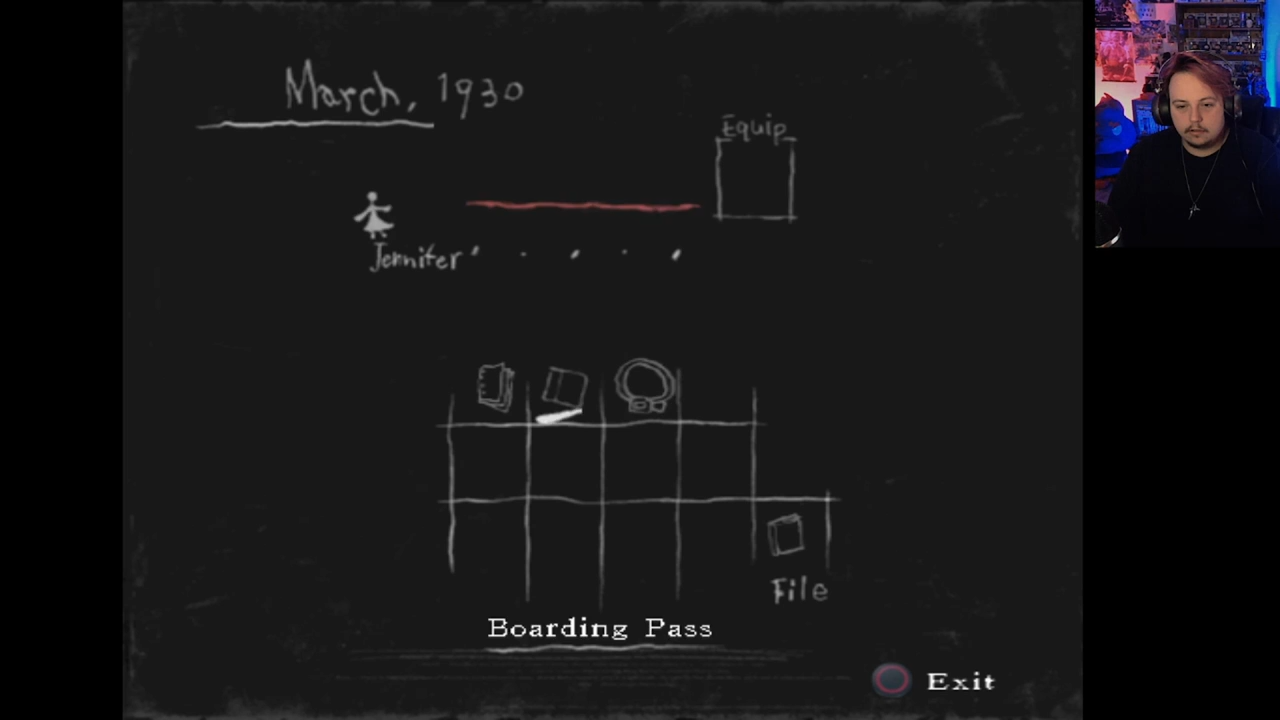 March, 1930
Equip
Jennifer
File
Boarding Pass
Exit